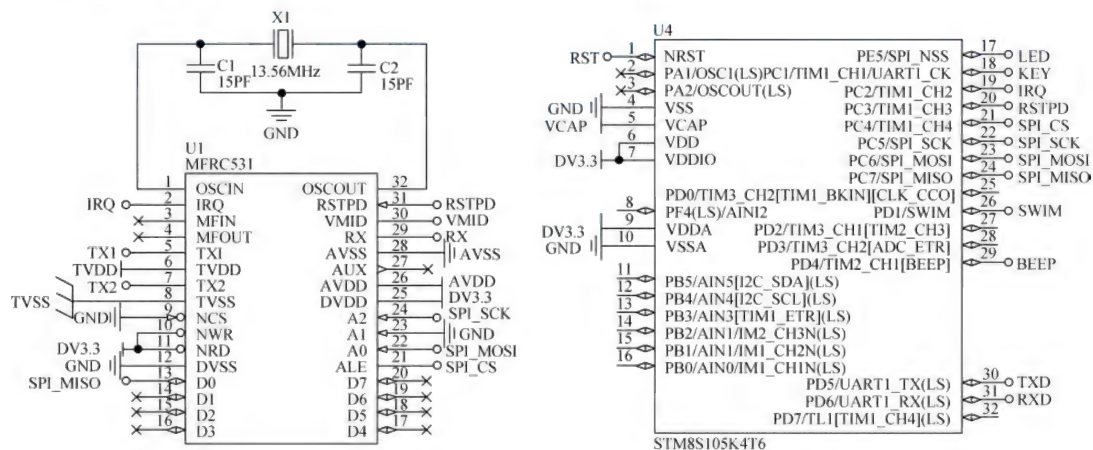 X1
C1
15PF
13.56MHz
C2
15PF
GND
U1
MFRC531
1 OSCIN OSCOUT 32
IRQ 2 IRQ RSTPD 31 RSTPD
3 MFIN VMID 30 VMID
4 MFOUT RX 29 RX
TX1 5 TX1 AVSS 28 AVSS
TVDD 6 TVDD AUX 27
TX2 7 TX2 AVDD 26 AVDD
TVSS 8 TVSS DVDD 25 DV3.3
GND 9 NCS A2 24 SPI_SCK
10 NWR A1 23 GND
DV3.3 11 NRD A0 22 SPI_MOSI
GND 12 DVSS ALE 21 SPI_CS
SPI_MISO 13 D0 D7 20
14 D1 D6 19
15 D2 D5 18
16 D3 D4 17
U4
RST 1 NRST PE5/SPI_NSS 17 LED
2 PA1/OSC1(LS)PC1/TIM1_CH1/UART1_CK 18 KEY
3 PA2/OSCOUT(LS) PC2/TIM1_CH2 19 IRQ
GND 4 VSS PC3/TIM1_CH3 20 RSTPD
VCAP 5 VCAP PC4/TIM1_CH4 21 SPI_CS
6 VDD PC5/SPI_SCK 22 SPI_SCK
DV3.3 7 VDDIO PC6/SPI_MOSI 23 SPI_MOSI
PC7/SPI_MISO 24 SPI_MISO
PD0/TIM3_CH2[TIM1_BKIN][CLK_CCO] 25
8 PF4(LS)/AINI2 PD1/SWIM 26 SWIM
DV3.3 9 VDDA PD2/TIM3_CH1[TIM2_CH3] 27
GND 10 VSSA PD3/TIM3_CH2[ADC_ETR] 28
PD4/TIM2_CH1[BEEP] 29 BEEP
11 PB5/AIN5[I2C_SDA](LS)
12 PB4/AIN4[I2C_SCL](LS)
13 PB3/AIN3[TIM1_ETR](LS)
14 PB2/AIN1/IM2_CH3N(LS)
15 PB1/AIN1/IM1_CH2N(LS)
16 PB0/AIN0/IM1_CH1N(LS)
PD5/UART1_TX(LS) 30 TXD
PD6/UART1_RX(LS) 31 RXD
PD7/TL1[TIM1_CH4](LS) 32
STM8S105K4T6